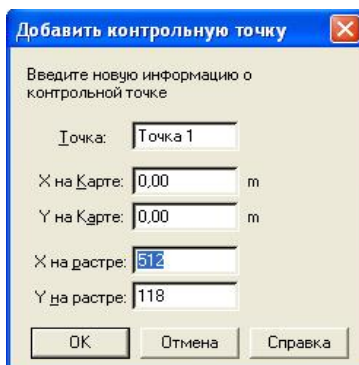 Добавить контрольную точку
Введите новую информацию о
контрольной точке
Точка: Точка 1
X на Карте: 0,00 m
Y на Карте: 0,00 m
X на растре: 512
Y на растре: 118
OK Отмена Справка